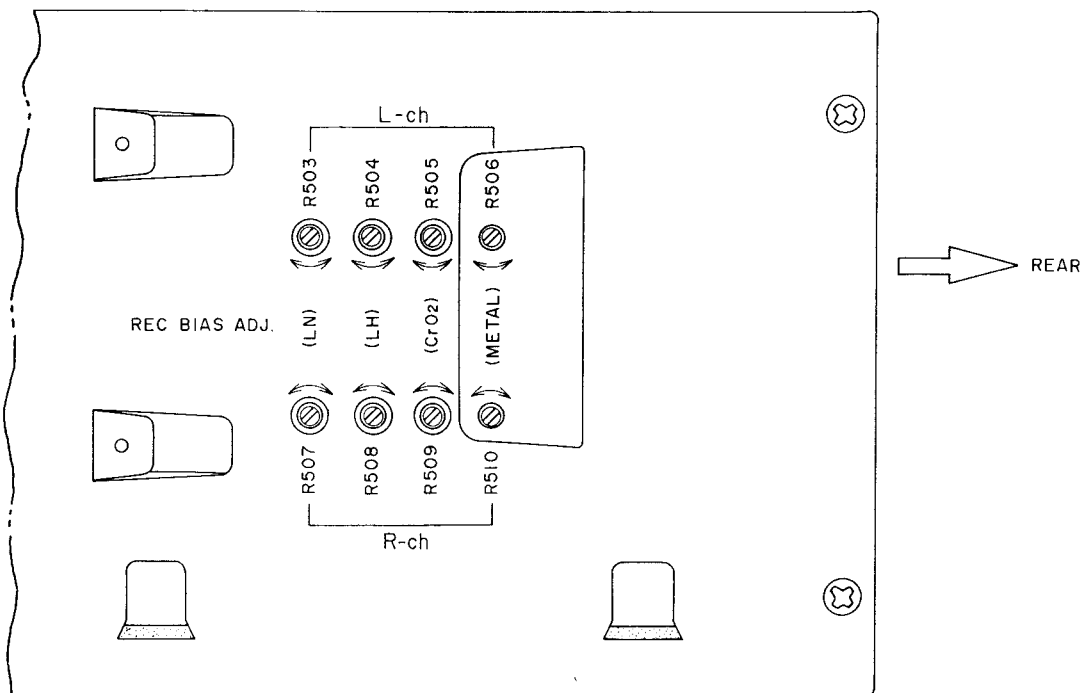 L-ch
R503 R504 R505 R506
REAR
REC BIAS ADJ. (LN) (LH) (CrO2) (METAL)
R507 R508 R509 R510
R-ch